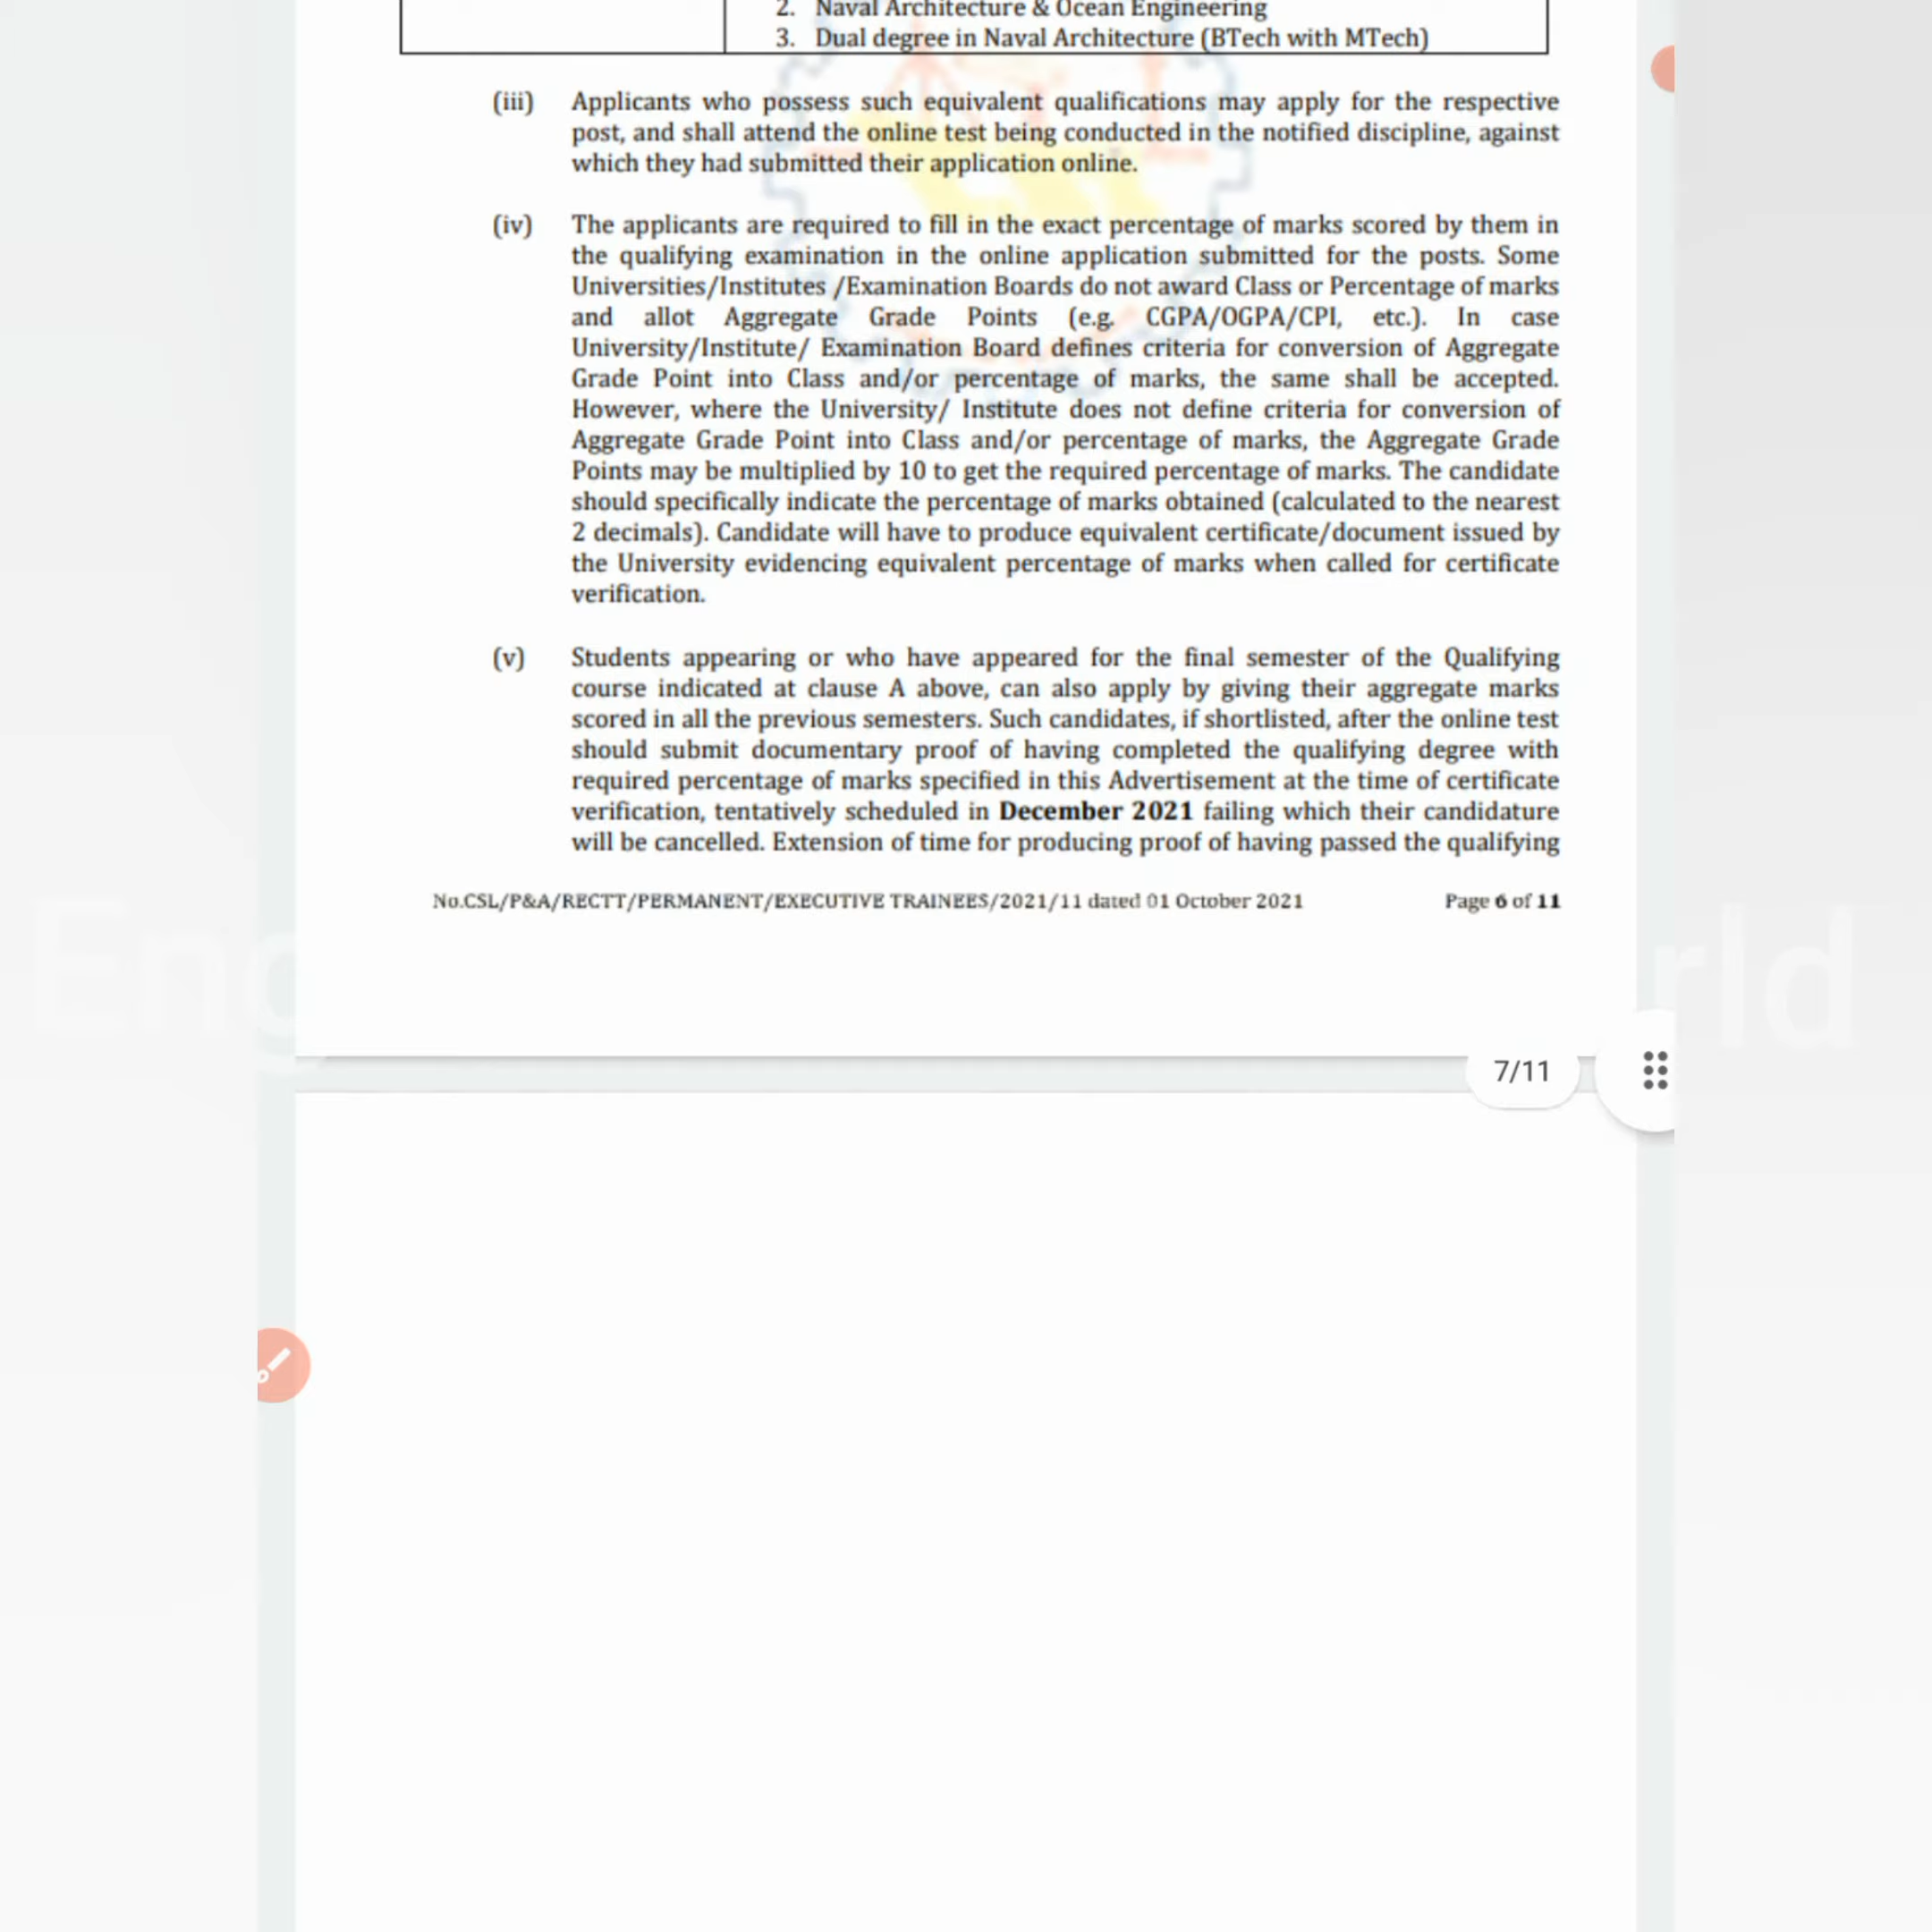 2. Naval Architecture & Ocean Engineering
3. Dual degree in Naval Architecture (BTech with MTech)
(iii) Applicants who possess such equivalent qualifications may apply for the respective
post, and shall attend the online test being conducted in the notified discipline, against
which they had submitted their application online.
(iv) The applicants are required to fill in the exact percentage of marks scored by them in
the qualifying examination in the online application submitted for the posts. Some
Universities/Institutes /Examination Boards do not award Class or Percentage of marks
and allot Aggregate Grade Points (e.g. CGPA/OGPA/CPI, etc.). In case
University/Institute/ Examination Board defines criteria for conversion of Aggregate
Grade Point into Class and/or percentage of marks, the same shall be accepted.
However, where the University/ Institute does not define criteria for conversion of
Aggregate Grade Point into Class and/or percentage of marks, the Aggregate Grade
Points may be multiplied by 10 to get the required percentage of marks. The candidate
should specifically indicate the percentage of marks obtained (calculated to the nearest
2 decimals). Candidate will have to produce equivalent certificate/document issued by
the University evidencing equivalent percentage of marks when called for certificate
verification.
(v) Students appearing or who have appeared for the final semester of the Qualifying
course indicated at clause A above, can also apply by giving their aggregate marks
scored in all the previous semesters. Such candidates, if shortlisted, after the online test
should submit documentary proof of having completed the qualifying degree with
required percentage of marks specified in this Advertisement at the time of certificate
verification, tentatively scheduled in December 2021 failing which their candidature
will be cancelled. Extension of time for producing proof of having passed the qualifying
No.CSL/P&A/RECTT/PERMANENT/EXECUTIVE TRAINEES/2021/11 dated 01 October 2021 Page 6 of 11
7/11